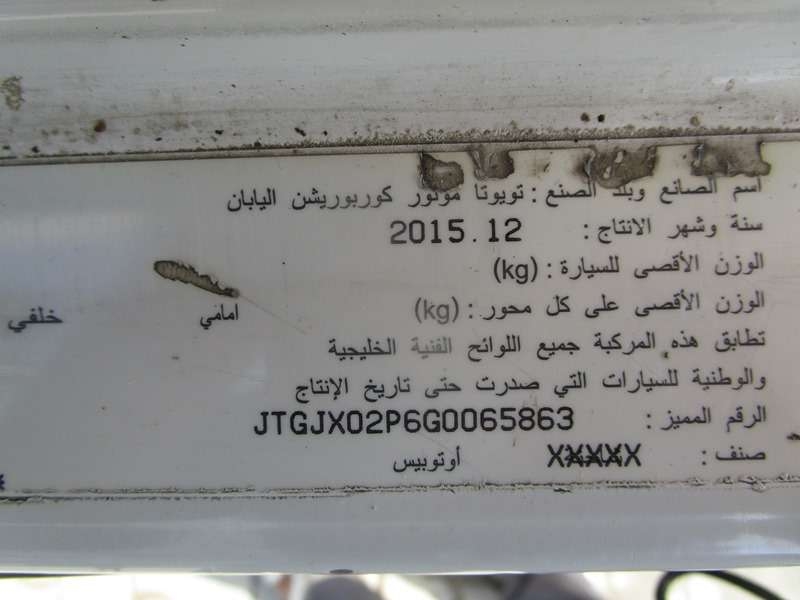 اسم الصانع وبلد الصنع : تويوتا موتور كوربوريشن اليابان
سنة وشهر الانتاج : 2015.12
الوزن الأقصى للسيارة : (kg)
الوزن الأقصى على كل محور : (kg) امامي خلفي
تطابق هذه المركبة جميع اللوائح الفنية الخليجية
والوطنية للسيارات التي صدرت حتى تاريخ الإنتاج
الرقم المميز : JTGJX02P6G0065863
صنف : XXXXX أوتوبيس